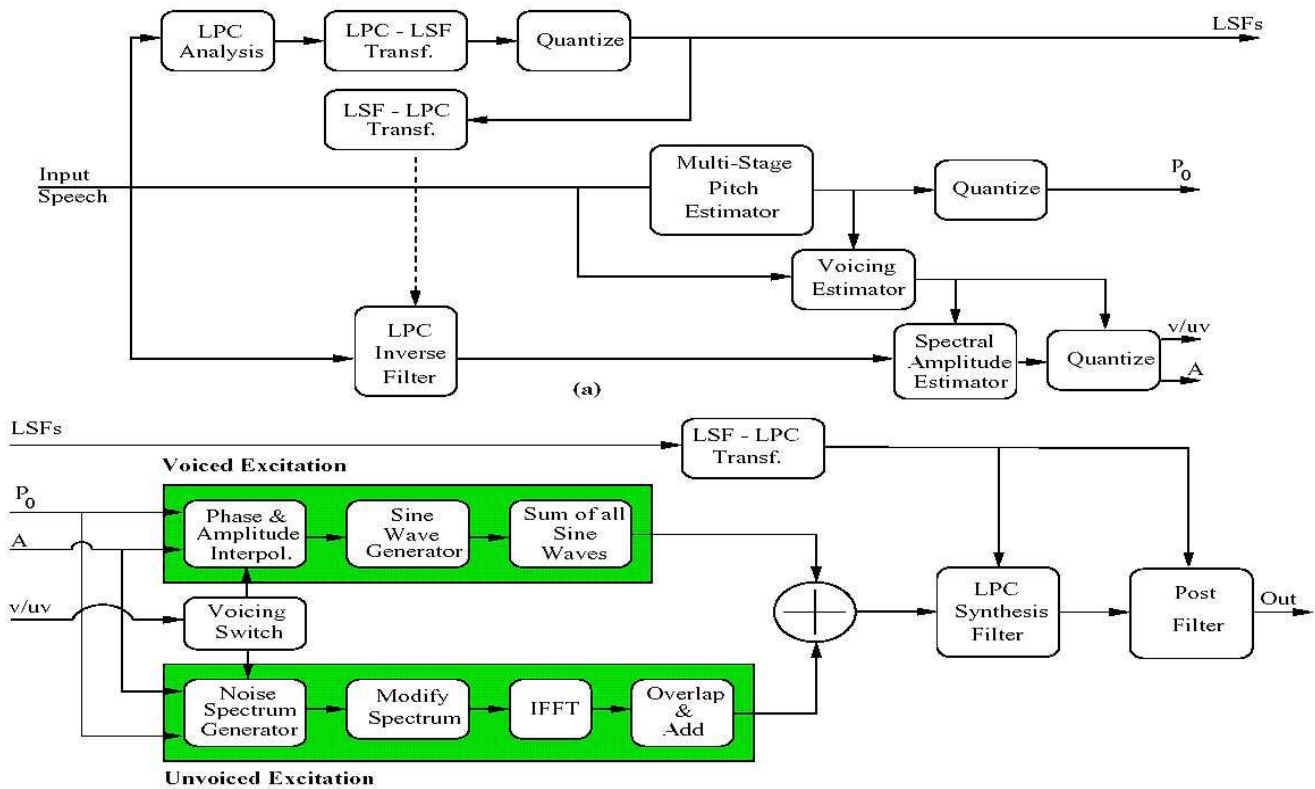 LPC
Analysis
LPC - LSF
Transf.
Quantize
LSFs
LSF - LPC
Transf.
Input
Speech
Multi-Stage
Pitch
Estimator
Quantize
P0
Voicing
Estimator
LPC
Inverse
Filter
Spectral
Amplitude
Estimator
Quantize
v/uv
A
(a)
LSFs
LSF - LPC
Transf.
Voiced Excitation
P0
A
Phase &
Amplitude
Interpol.
Sine
Wave
Generator
Sum of all
Sine
Waves
v/uv
Voicing
Switch
LPC
Synthesis
Filter
Post
Filter
Out
Noise
Spectrum
Generator
Modify
Spectrum
IFFT
Overlap
&
Add
Unvoiced Excitation